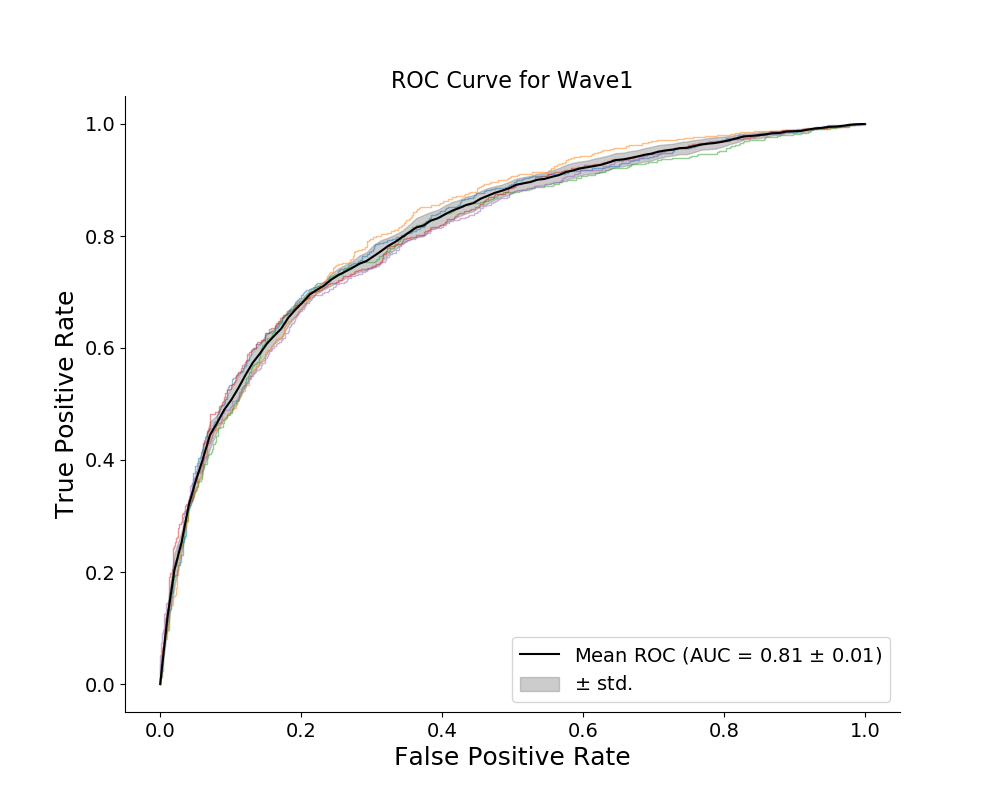 ROC Curve for Wave1
True Positive Rate
1.0
0.8
0.6
0.4
0.2
0.0
Mean ROC (AUC = 0.81 ± 0.01)
± std.
0.0 0.2 0.4 0.6 0.8 1.0
False Positive Rate